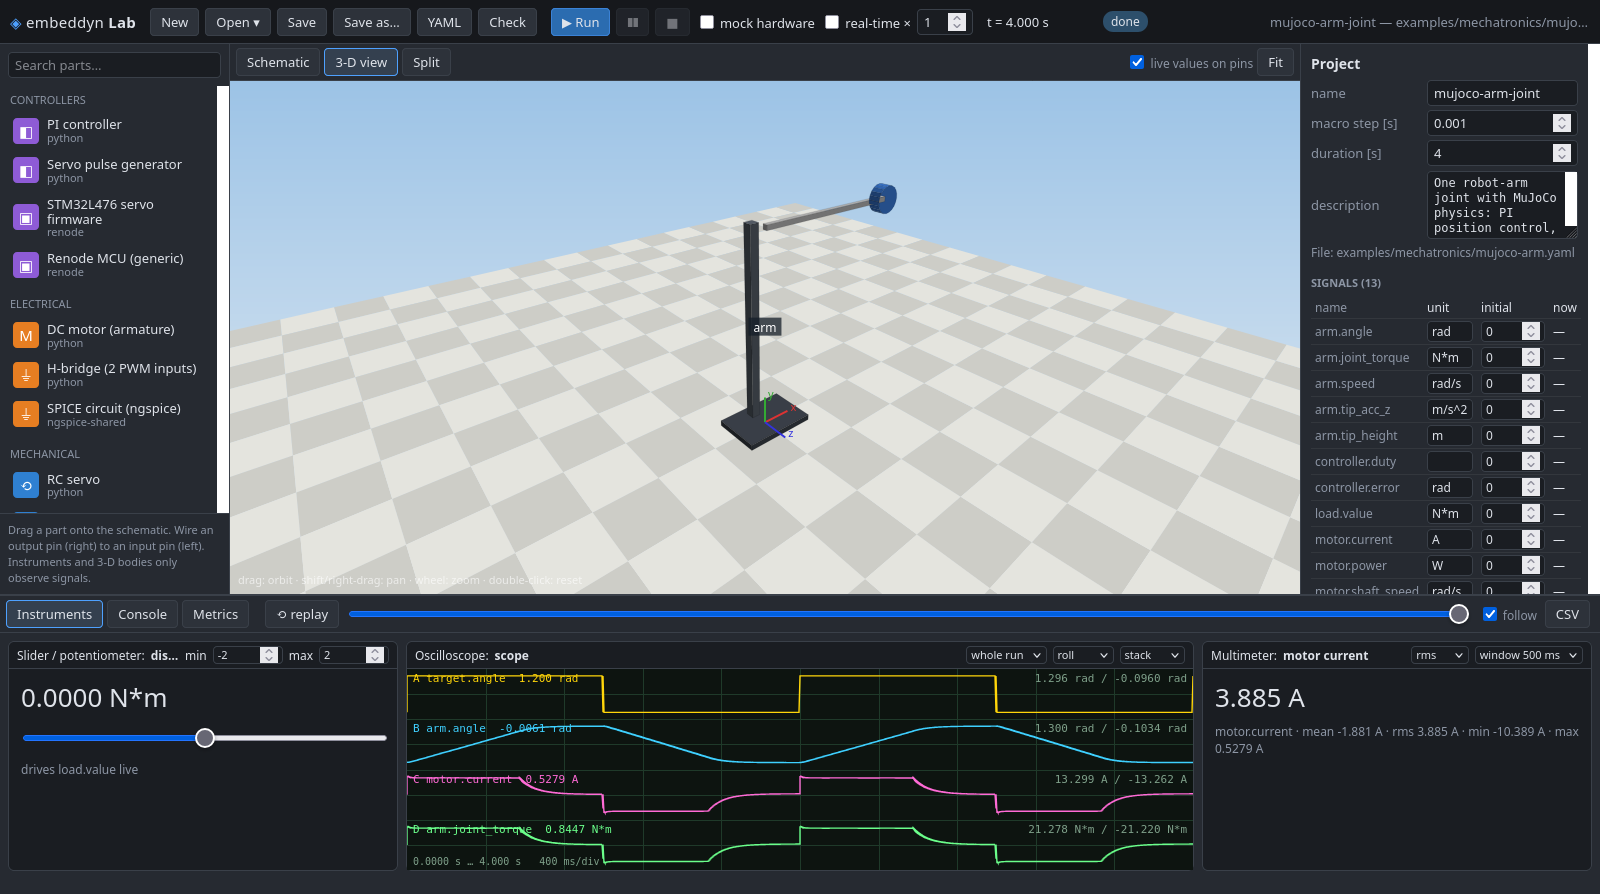 embeddyn Lab
New Open ▾ Save Save as... YAML Check ▶ Run mock hardware real-time × 1 t = 4.000 s done mujoco-arm-joint — examples/mechatronics/mujo...
Search parts...
CONTROLLERS
PI controller
python
Servo pulse generator
python
STM32L476 servo
firmware
renode
Renode MCU (generic)
renode
ELECTRICAL
DC motor (armature)
python
H-bridge (2 PWM inputs)
python
SPICE circuit (ngspice)
ngspice-shared
MECHANICAL
RC servo
python
Drag a part onto the schematic. Wire an
output pin (right) to an input pin (left).
Instruments and 3-D bodies only
observe signals.
Schematic 3-D view Split live values on pins Fit
arm
y
x
z
drag: orbit · shift/right-drag: pan · wheel: zoom · double-click: reset
Project
name mujoco-arm-joint
macro step [s] 0.001
duration [s] 4
description
One robot-arm
joint with MuJoCo
physics: PI
position control,
File: examples/mechatronics/mujoco-arm.yaml
SIGNALS (13)
name unit initial now
arm.angle rad 0 —
arm.joint_torque N*m 0 —
arm.speed rad/s 0 —
arm.tip_acc_z m/s^2 0 —
arm.tip_height m 0 —
controller.duty 0 —
controller.error rad 0 —
load.value N*m 0 —
motor.current A 0 —
motor.power W 0 —
motor.shaft_speed rad/s 0 —
Instruments Console Metrics ⟲ replay follow CSV
Slider / potentiometer: dis... min -2 max 2
0.0000 N*m
drives load.value live
Oscilloscope: scope whole run roll stack
A target.angle 1.200 rad 1.296 rad / -0.0960 rad
B arm.angle -0.0061 rad 1.300 rad / -0.1034 rad
C motor.current 0.5279 A 13.299 A / -13.262 A
D arm.joint_torque 0.8447 N*m 21.278 N*m / -21.220 N*m
0.0000 s … 4.000 s 400 ms/div
Multimeter: motor current rms window 500 ms
3.885 A
motor.current · mean -1.881 A · rms 3.885 A · min -10.389 A · max
0.5279 A